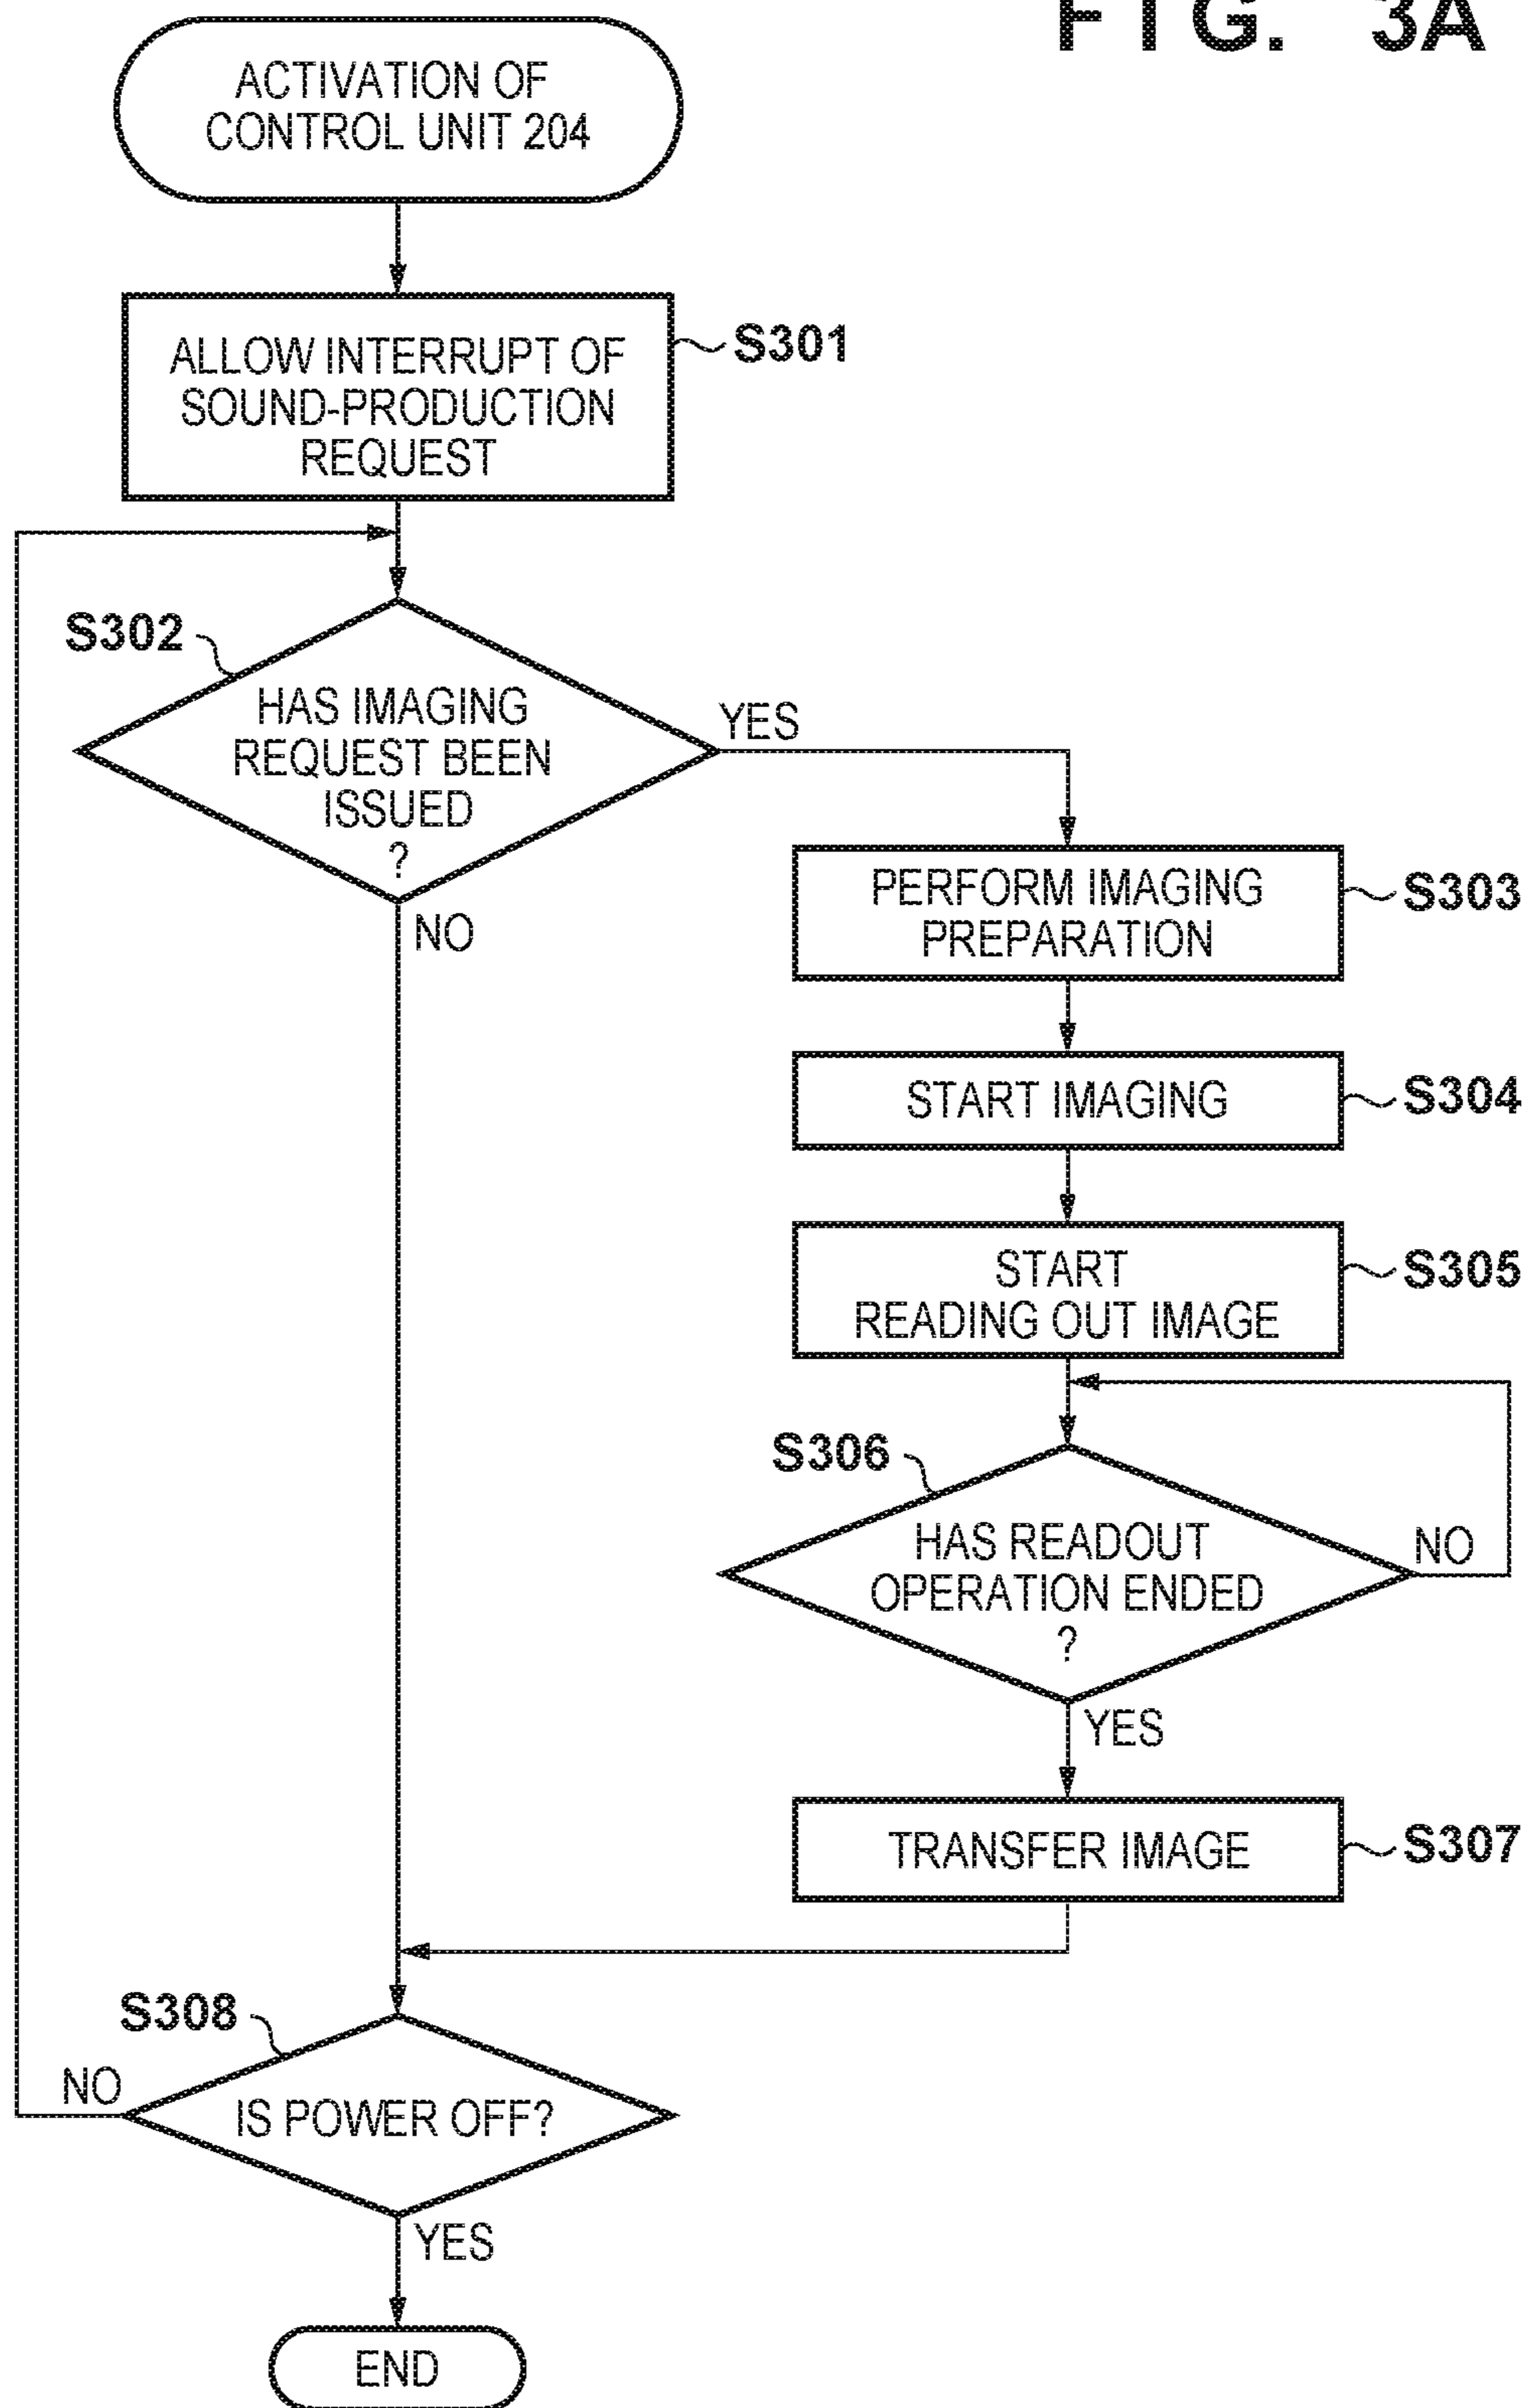 FIG. 3A
ACTIVATION OF
CONTROL UNIT 204
ALLOW INTERRUPT OF
SOUND-PRODUCTION
REQUEST
S301
S302
HAS IMAGING
REQUEST BEEN
ISSUED
?
YES
NO
PERFORM IMAGING
PREPARATION
S303
START IMAGING
S304
START
READING OUT IMAGE
S305
S306
HAS READOUT
OPERATION ENDED
?
NO
YES
TRANSFER IMAGE
S307
S308
NO
IS POWER OFF?
YES
END